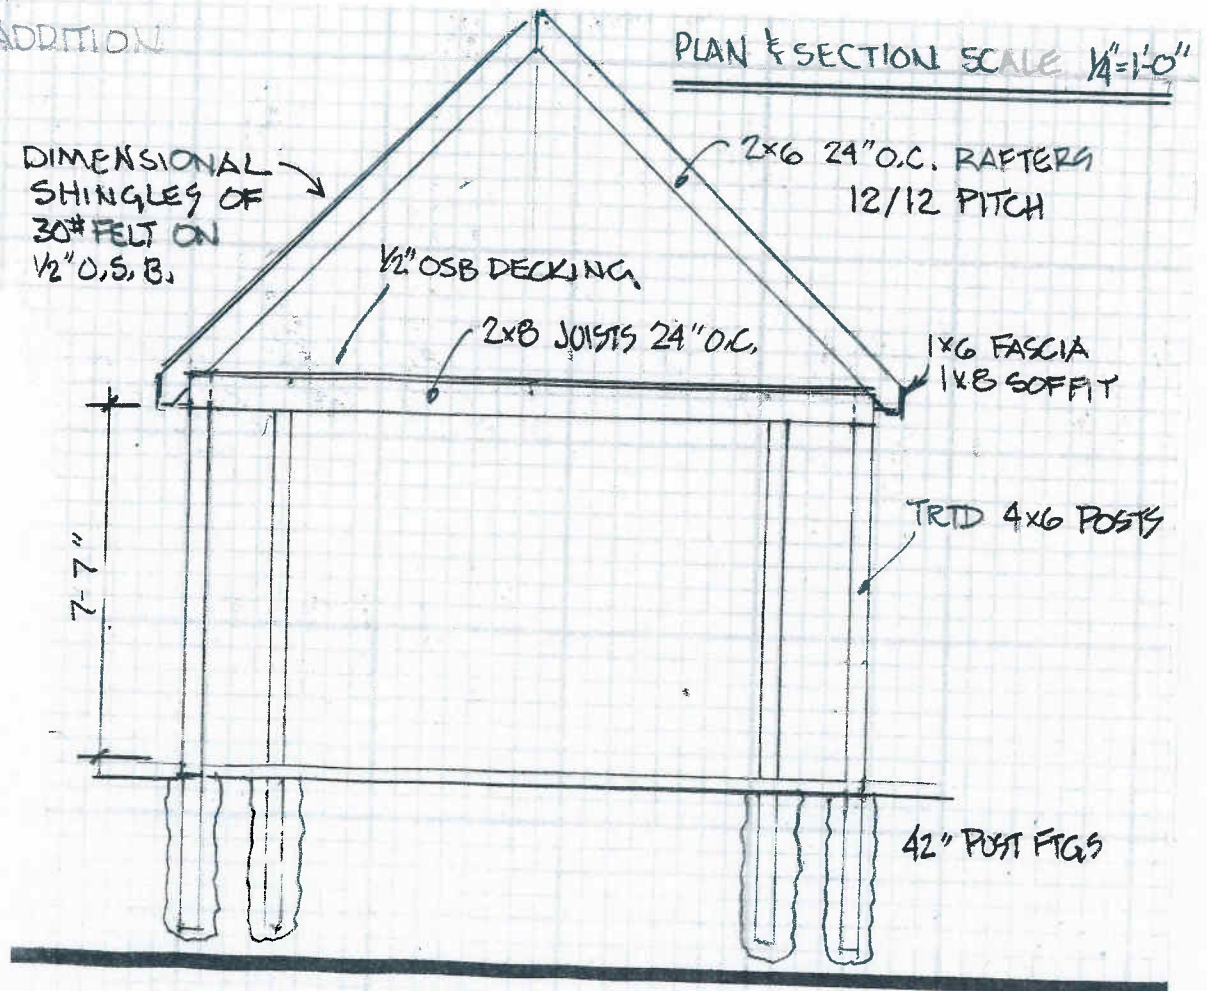 ADDITION
PLAN & SECTION SCALE 1/4"=1'-0"
DIMENSIONAL
SHINGLES OF
30# FELT ON
1/2" O.S.B.
2x6 24" O.C. RAFTERS
12/12 PITCH
1/2" OSB DECKING
2x8 JOISTS 24" O.C.
1x6 FASCIA
1x8 SOFFIT
7-7"
TRTD 4x6 POSTS
42" POST FTGS